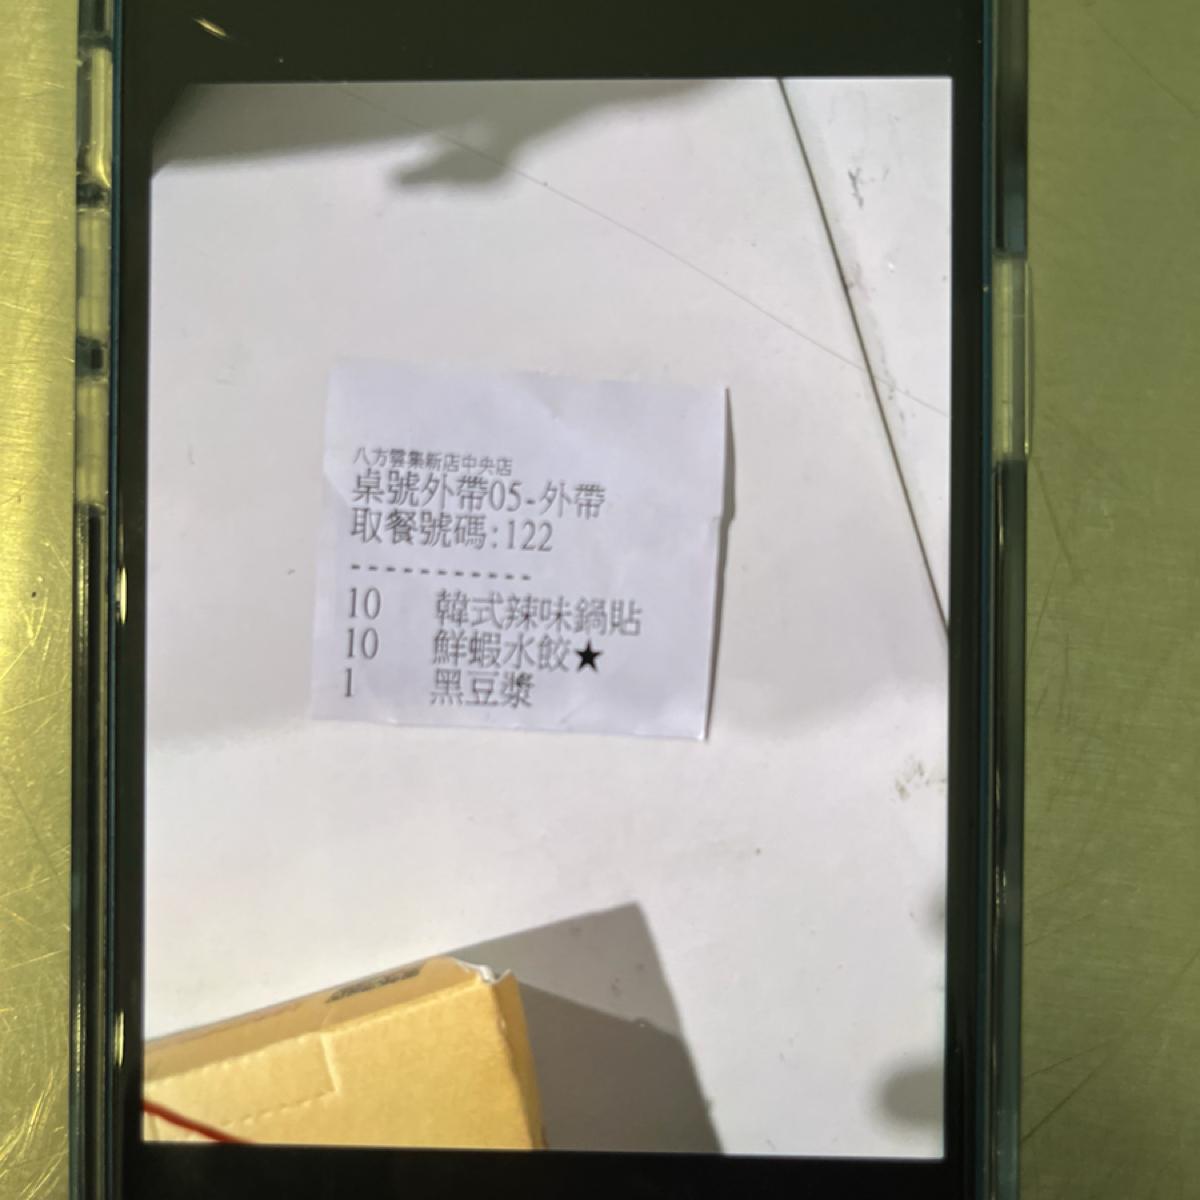 八方雲集新店中央店
桌號外帶05-外帶
取餐號碼:122
-----------
10 韓式辣味鍋貼
10 鮮蝦水餃★
1 黑豆漿